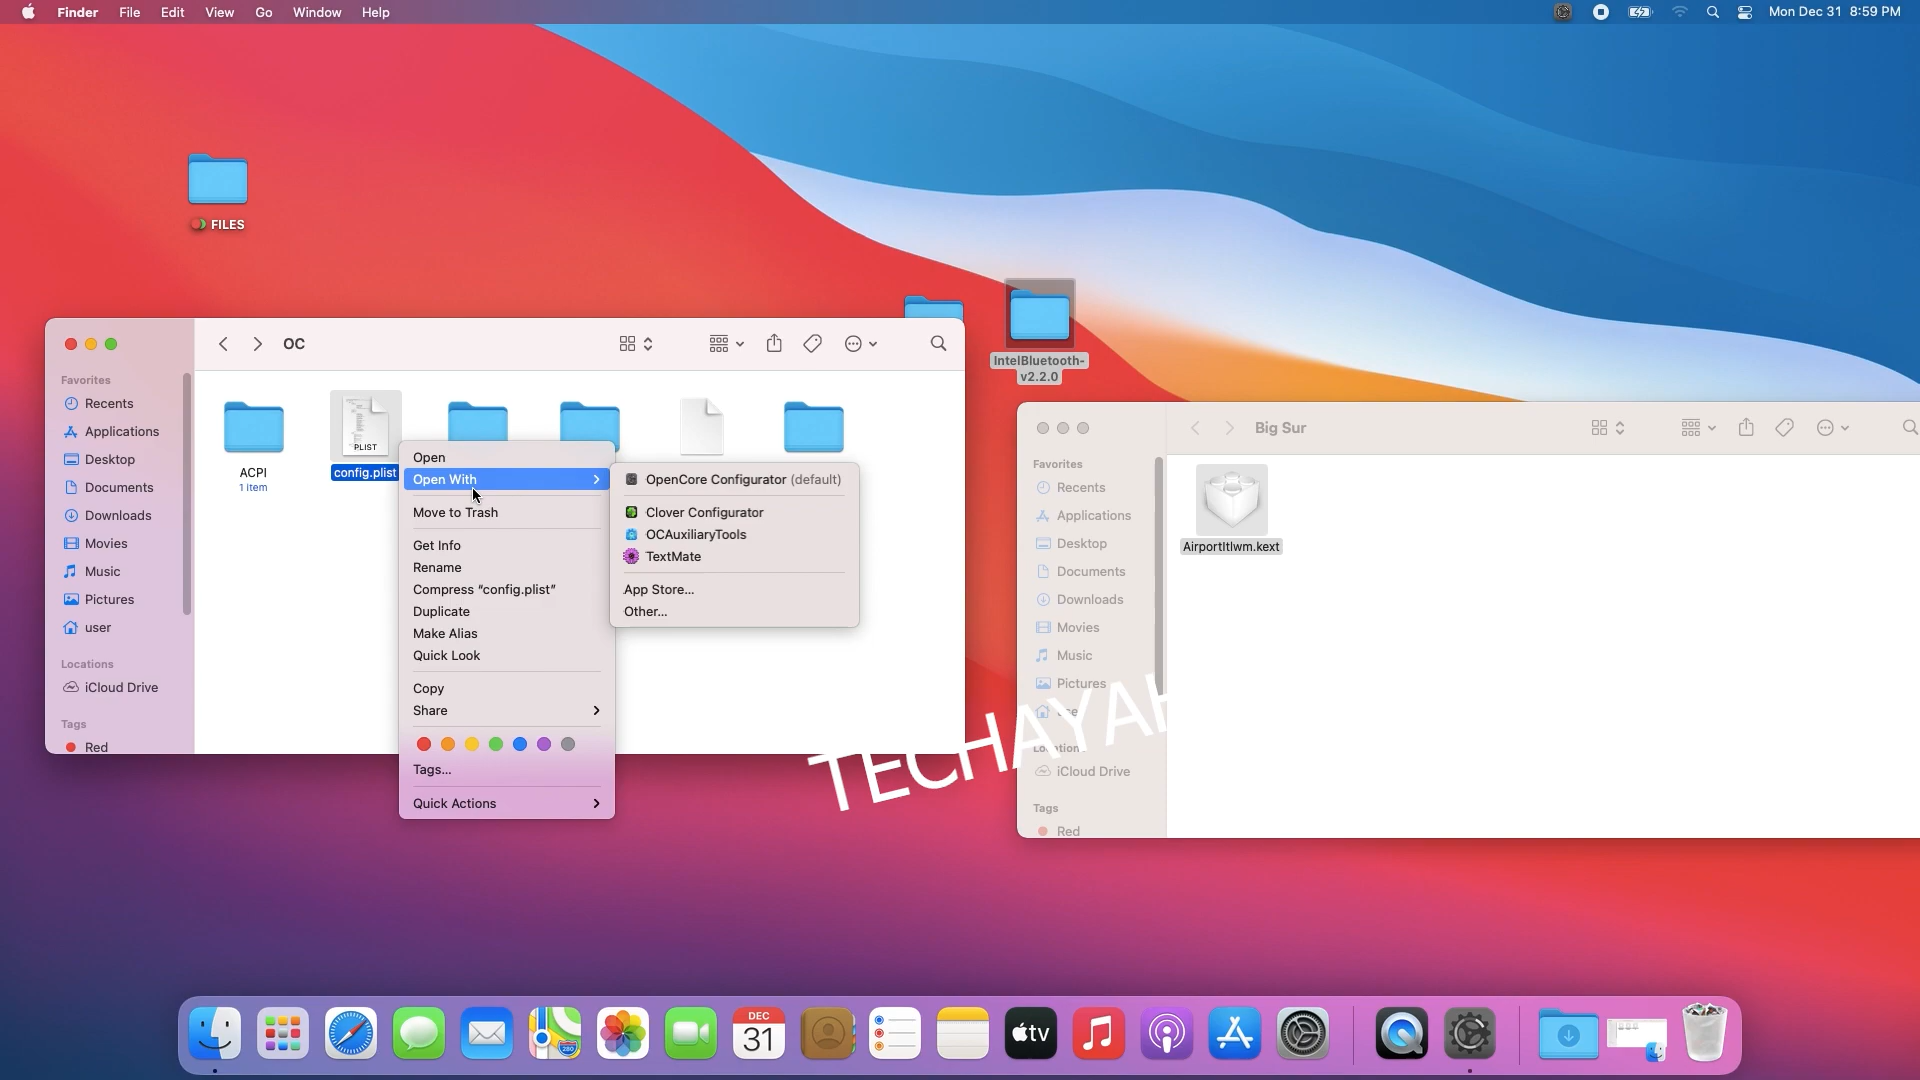 Finder File Edit View Go Window Help
Mon Dec 31 8:59 PM
FILES
IntelBluetooth-
v2.2.0
OC
Favorites
Recents
Applications
Desktop
Documents
Downloads
Movies
Music
Pictures
user
Locations
iCloud Drive
Tags
Red
ACPI
1 item
PLIST
config.plist
Open
Open With
Move to Trash
Get Info
Rename
Compress “config.plist”
Duplicate
Make Alias
Quick Look
Copy
Share
Tags...
Quick Actions
OpenCore Configurator (default)
Clover Configurator
OCAuxiliaryTools
TextMate
App Store...
Other...
Big Sur
Favorites
Recents
Applications
Desktop
Documents
Downloads
Movies
Music
Pictures
Locations
iCloud Drive
Tags
Red
AirportItlwm.kext
TECHAYAH
DEC
31
280
tv